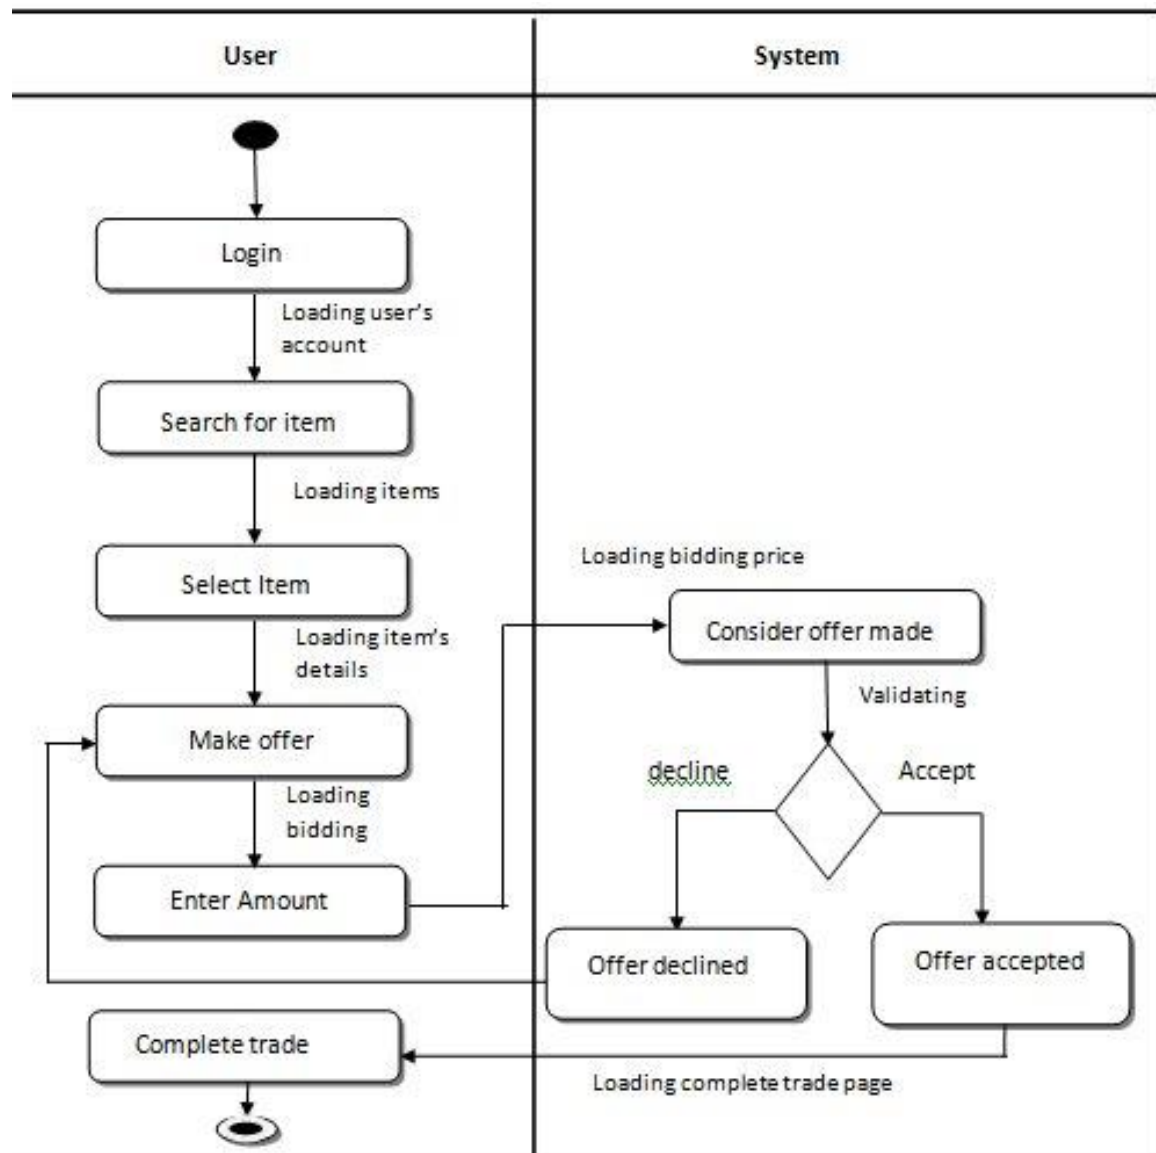 User
System
Login
Loading user's
account
Search for item
Loading items
Select Item
Loading item's
details
Make offer
Loading
bidding
Enter Amount
Loading bidding price
Consider offer made
Validating
decline
Accept
Offer declined
Offer accepted
Complete trade
Loading complete trade page